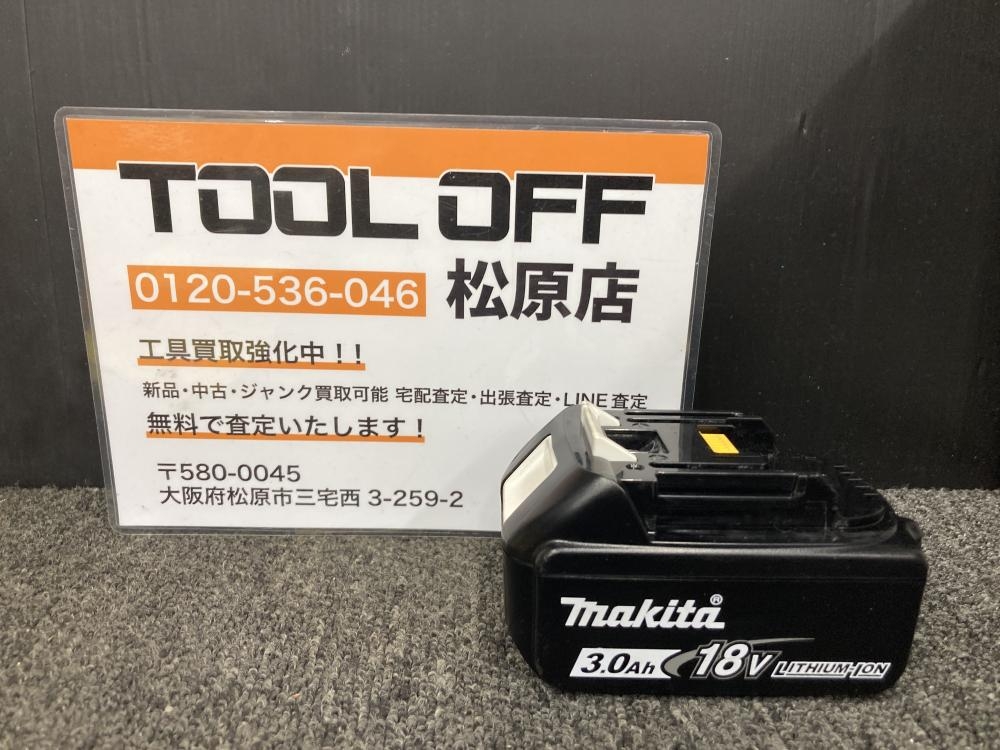 TOOL OFF
0120-536-046 松原店
工具買取強化中！！
新品・中古・ジャンク買取可能 宅配査定・出張査定・LINE査定
無料で査定いたします！
〒580-0045
大阪府松原市三宅西 3-259-2
makita®
3.0Ah 18V LITHIUM-ION